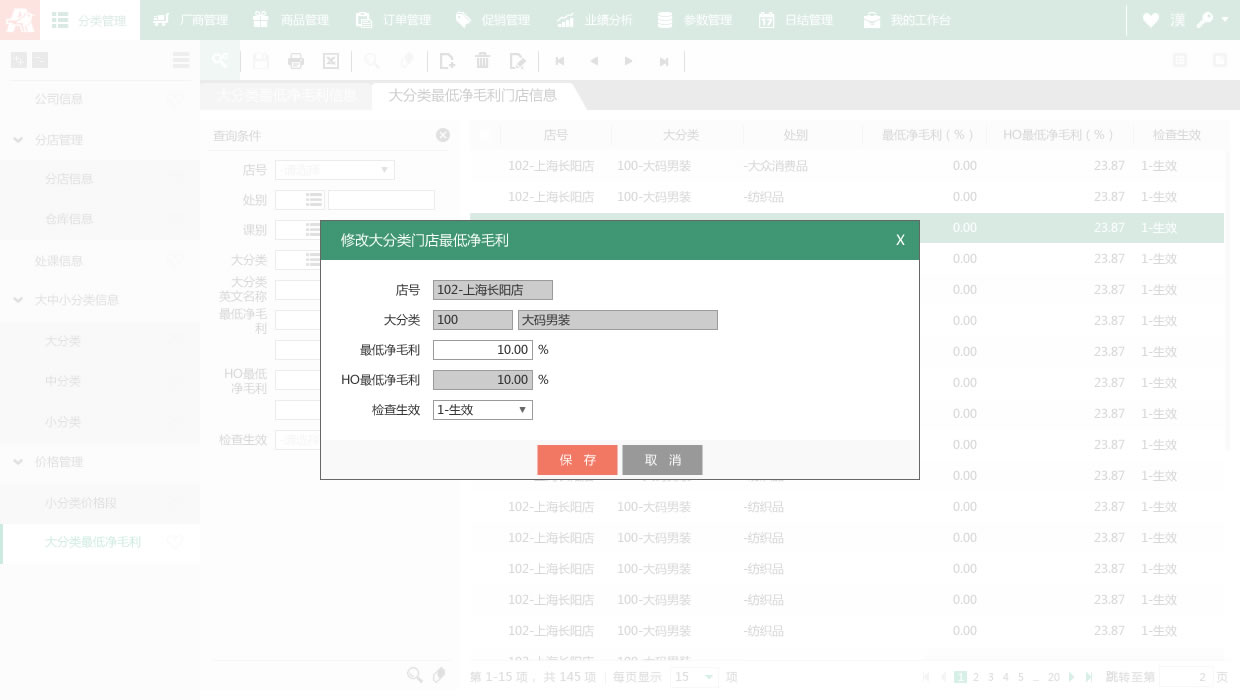 分类管理 厂商管理 商品管理 订单管理 促销管理 业绩分析 参数管理 日结管理 我的工作台 漢
公司信息
分店管理
分店信息
仓库信息
处课信息
大中小分类信息
大分类
中分类
小分类
价格管理
小分类价格段
大分类最低净毛利
大分类最低净毛利信息 大分类最低净毛利门店信息
查询条件
店号 请选择
处别
课别
大分类
大分类
英文名称
最低净毛
利
HO最低
净毛利
检查生效 请选择
店号 大分类 处别 最低净毛利（%） HO最低净毛利（%） 检查生效
102-上海长阳店 100-大码男装 -大众消费品 0.00 23.87 1-生效
102-上海长阳店 100-大码男装 -纺织品 0.00 23.87 1-生效
0.00 23.87 1-生效
0.00 23.87 1-生效
0.00 23.87 1-生效
0.00 23.87 1-生效
0.00 23.87 1-生效
0.00 23.87 1-生效
0.00 23.87 1-生效
0.00 23.87 1-生效
0.00 23.87 1-生效
102-上海长阳店 100-大码男装 -纺织品 0.00 23.87 1-生效
102-上海长阳店 100-大码男装 -纺织品 0.00 23.87 1-生效
102-上海长阳店 100-大码男装 -纺织品 0.00 23.87 1-生效
102-上海长阳店 100-大码男装 -纺织品 0.00 23.87 1-生效
102-上海长阳店 100-大码男装 -纺织品 0.00 23.87 1-生效
102-上海长阳店 100-大码男装
第 1-15 项，共 145 项 每页显示 15 项 1 2 3 4 5 ... 20 跳转至第 2 页
修改大分类门店最低净毛利 X
店号 102-上海长阳店
大分类 100 大码男装
最低净毛利 10.00 %
HO最低净毛利 10.00 %
检查生效 1-生效
保 存 取 消